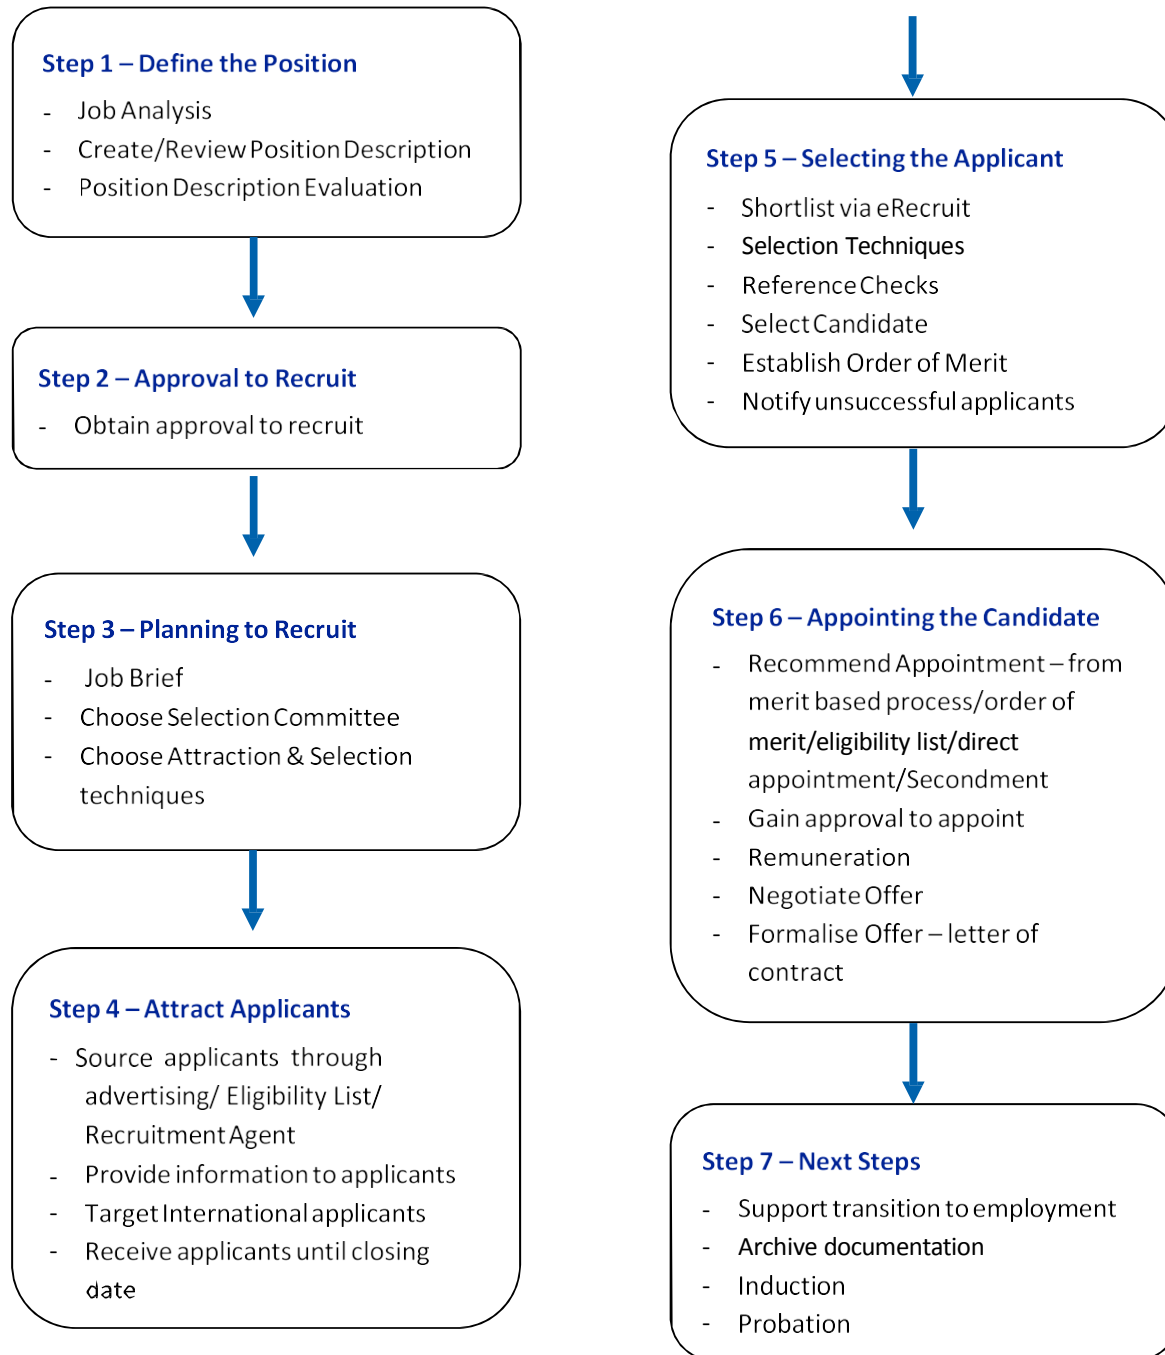 Step 1 – Define the Position
- Job Analysis
- Create/Review Position Description
- Position Description Evaluation
Step 2 – Approval to Recruit
- Obtain approval to recruit
Step 3 – Planning to Recruit
- Job Brief
- Choose Selection Committee
- Choose Attraction & Selection
techniques
Step 4 – Attract Applicants
- Source applicants through
advertising/ Eligibility List/
Recruitment Agent
- Provide information to applicants
- Target International applicants
- Receive applicants until closing
date
Step 5 – Selecting the Applicant
- Shortlist via eRecruit
- Selection Techniques
- Reference Checks
- Select Candidate
- Establish Order of Merit
- Notify unsuccessful applicants
Step 6 – Appointing the Candidate
- Recommend Appointment – from
merit based process/order of
merit/eligibility list/direct
appointment/Secondment
- Gain approval to appoint
- Remuneration
- Negotiate Offer
- Formalise Offer – letter of
contract
Step 7 – Next Steps
- Support transition to employment
- Archive documentation
- Induction
- Probation